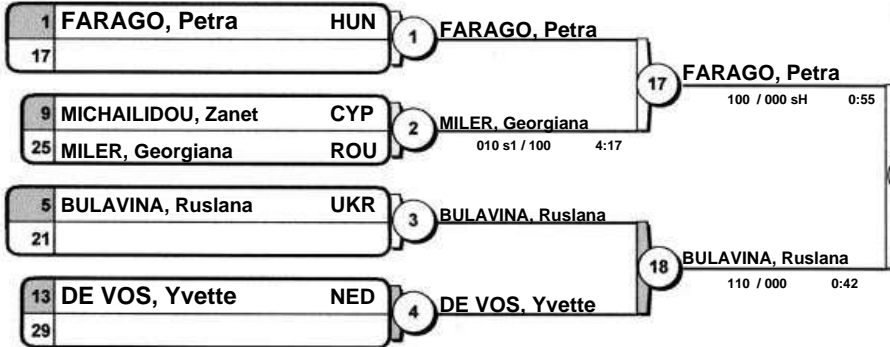 1 FARAGO, Petra HUN
17
1 FARAGO, Petra
9 MICHAILIDOU, Zanet CYP
25 MILER, Georgiana ROU
2 MILER, Georgiana
010 s1 / 100 4:17
17 FARAGO, Petra
100 / 000 sH 0:55
5 BULAVINA, Ruslana UKR
21
3 BULAVINA, Ruslana
13 DE VOS, Yvette NED
29
4 DE VOS, Yvette
18 BULAVINA, Ruslana
110 / 000 0:42